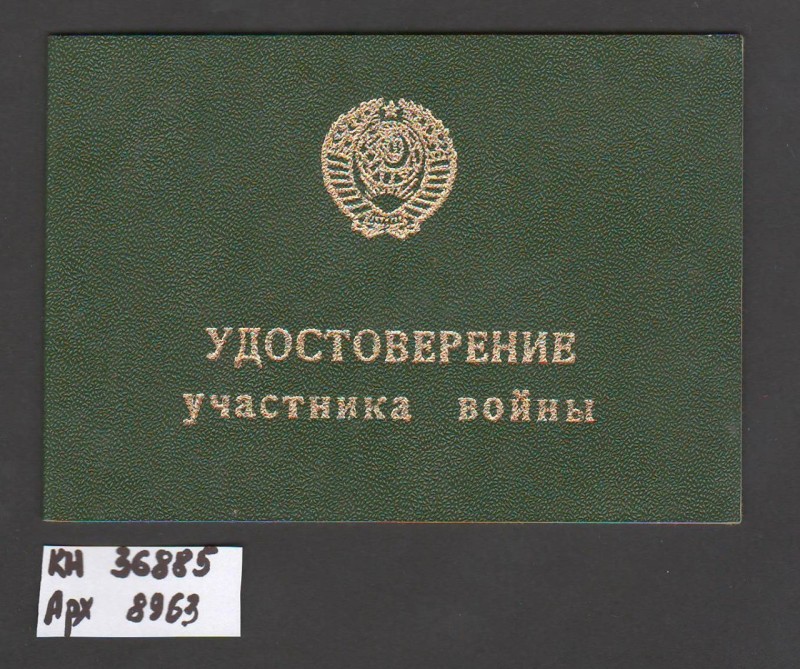 УДОСТОВЕРЕНИЕ
участника войны
КН 36885
Арх 8963